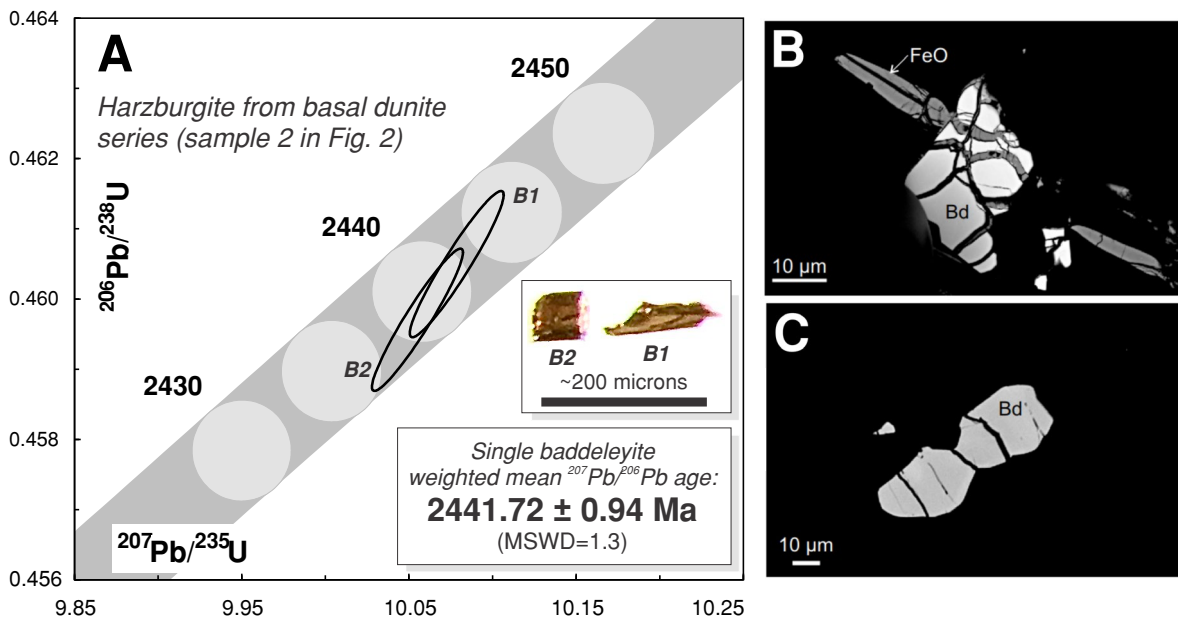 A
Harzburgite from basal dunite
series (sample 2 in Fig. 2)
0.464
0.462
0.460
0.458
0.456
²⁰⁶Pb/²³⁸U
2450
2440
2430
B1
B2
B2
B1
~200 microns
Single baddeleyite
weighted mean ²⁰⁷Pb/²⁰⁶Pb age:
2441.72 ± 0.94 Ma
(MSWD=1.3)
²⁰⁷Pb/²³⁵U
9.85
9.95
10.05
10.15
10.25
B
FeO
Bd
10 µm
C
Bd
10 µm